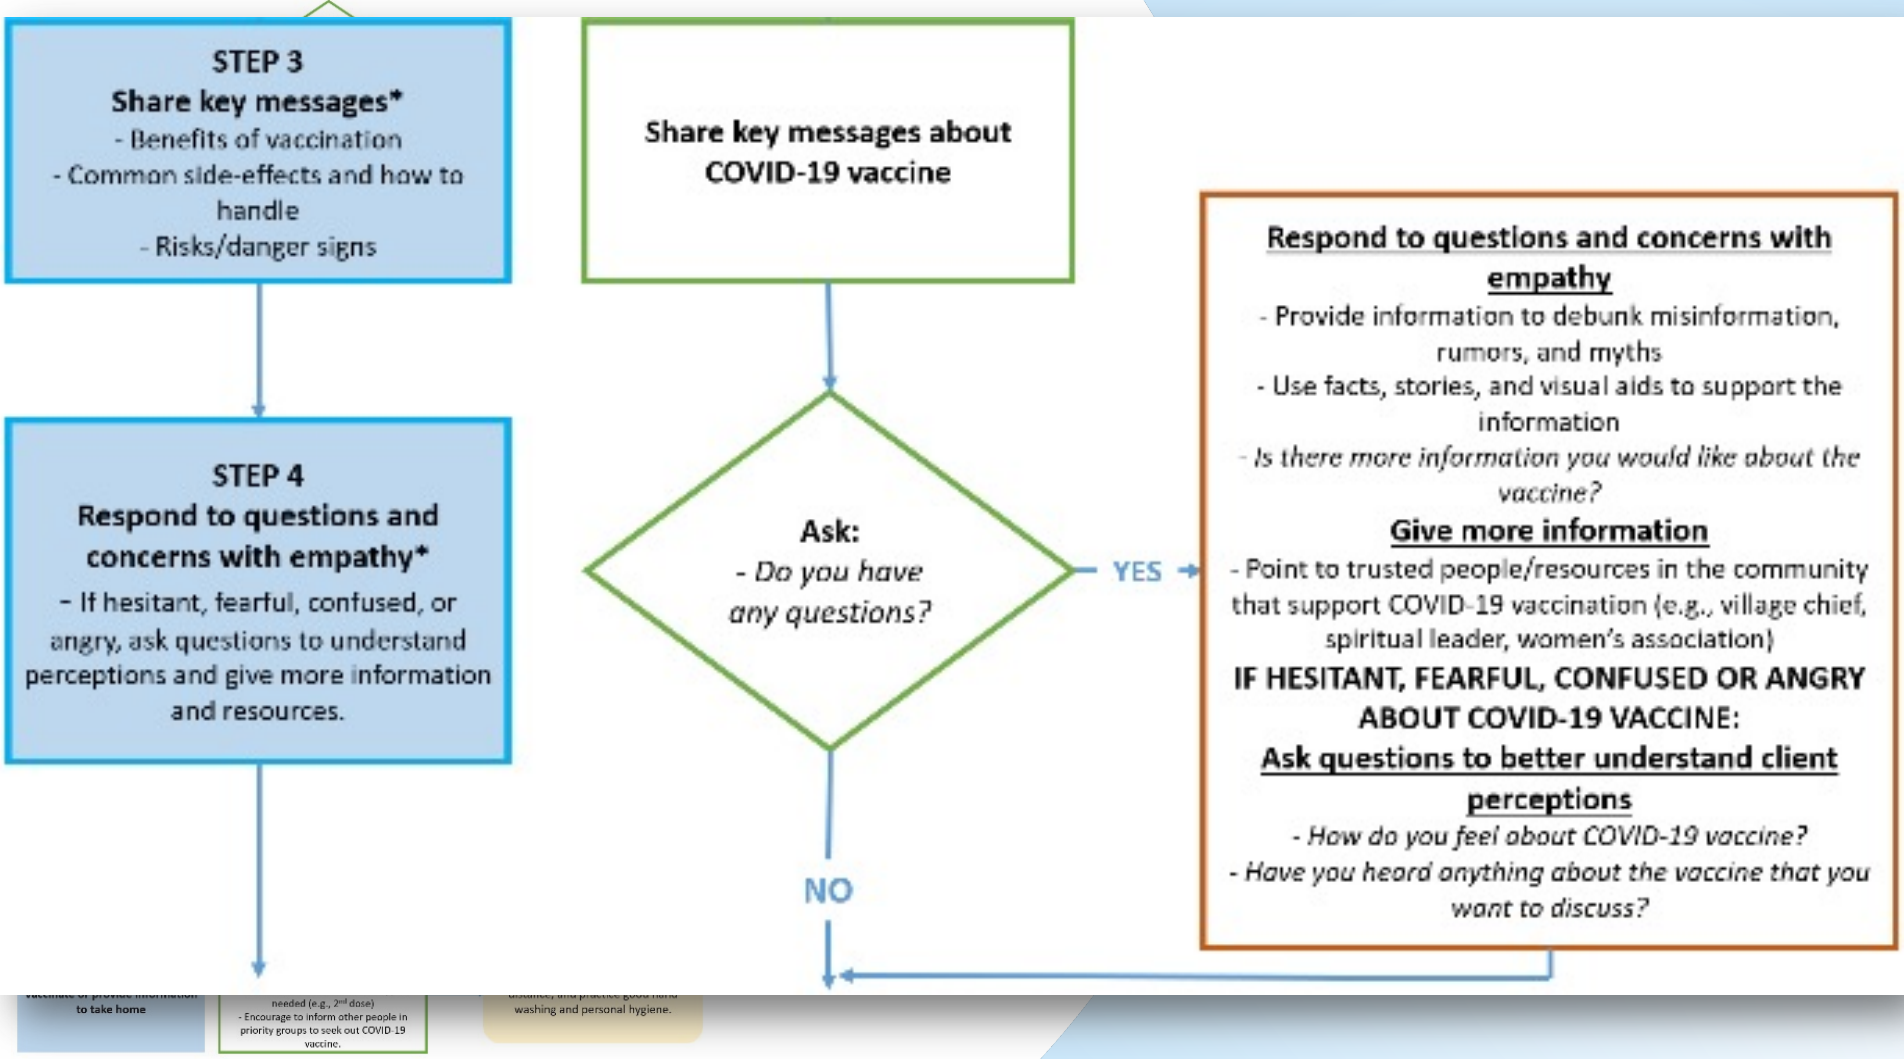 STEP 3
Share key messages*
- Benefits of vaccination
- Common side-effects and how to
handle
- Risks/danger signs
STEP 4
Respond to questions and
concerns with empathy*
- If hesitant, fearful, confused, or
angry, ask questions to understand
perceptions and give more information
and resources.
Share key messages about
COVID-19 vaccine
Ask:
- Do you have
any questions?
YES
NO
Respond to questions and concerns with
empathy
- Provide information to debunk misinformation,
rumors, and myths
- Use facts, stories, and visual aids to support the
information
- Is there more information you would like about the
vaccine?
Give more information
- Point to trusted people/resources in the community
that support COVID-19 vaccination (e.g., village chief,
spiritual leader, women's association)
IF HESITANT, FEARFUL, CONFUSED OR ANGRY
ABOUT COVID-19 VACCINE:
Ask questions to better understand client
perceptions
- How do you feel about COVID-19 vaccine?
- Have you heard anything about the vaccine that you
want to discuss?
vaccinate or provide information
to take home
needed (e.g., 2nd dose)
- Encourage to inform other people in
priority groups to seek out COVID-19
vaccine.
distance, and practice good hand
washing and personal hygiene.